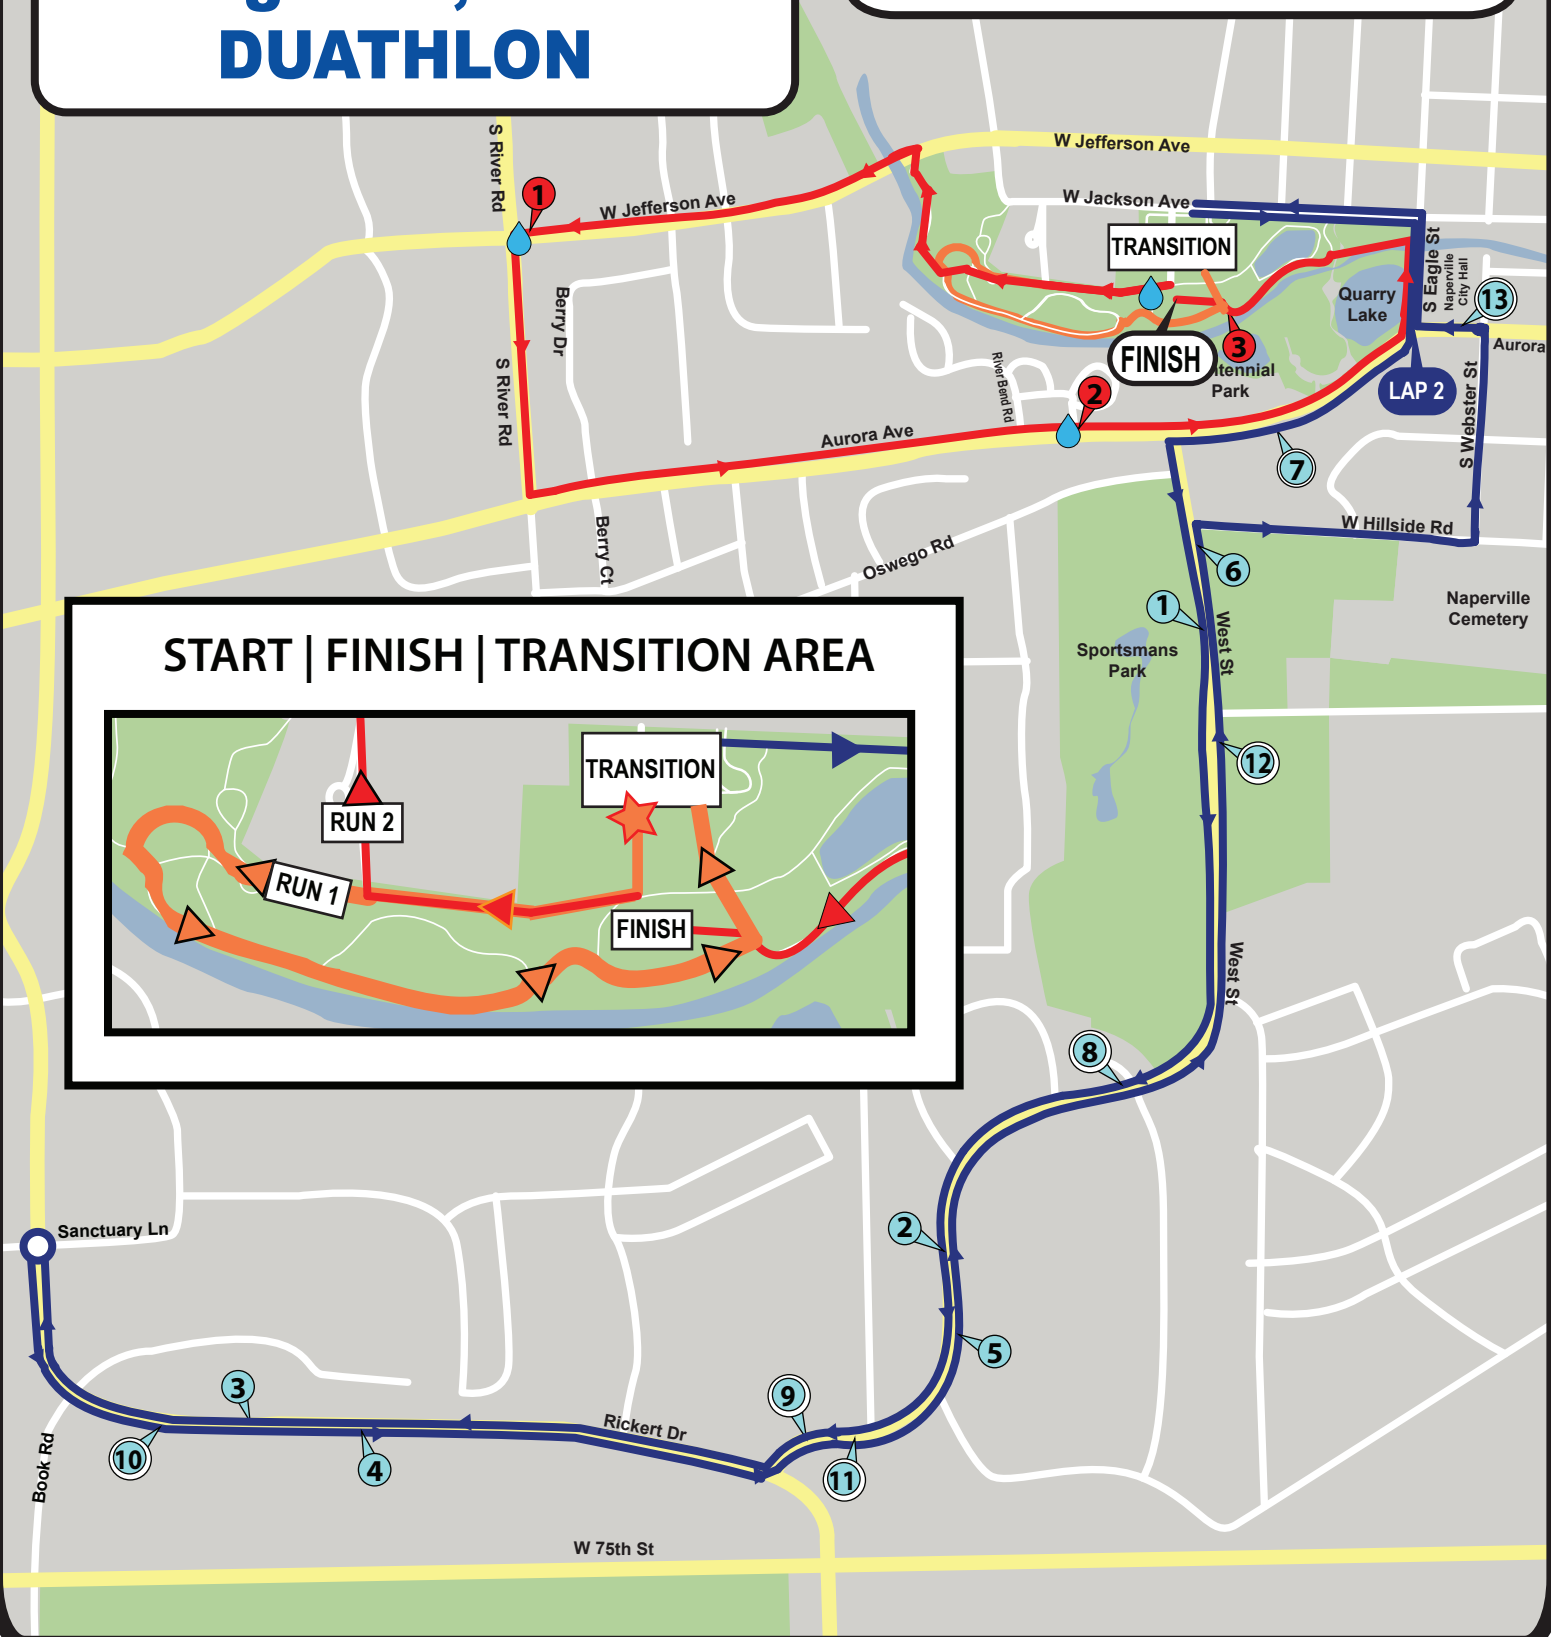 DUATHLON
S River Rd
1
W Jefferson Ave
W Jefferson Ave
W Jackson Ave
TRANSITION
S Eagle St
Naperville
City Hall
Quarry
Lake
13
Aurora
Berry Dr
S River Rd
FINISH
3
Park
LAP 2
River Bend Rd
2
S Webster St
Aurora Ave
7
W Hillside Rd
Berry Ct
Oswego Rd
6
1
West St
Naperville
Cemetery
Sportsmans
Park
START | FINISH | TRANSITION AREA
TRANSITION
RUN 2
RUN 1
FINISH
12
West St
8
2
Sanctuary Ln
5
3
9
Rickert Dr
10
4
11
Book Rd
W 75th St